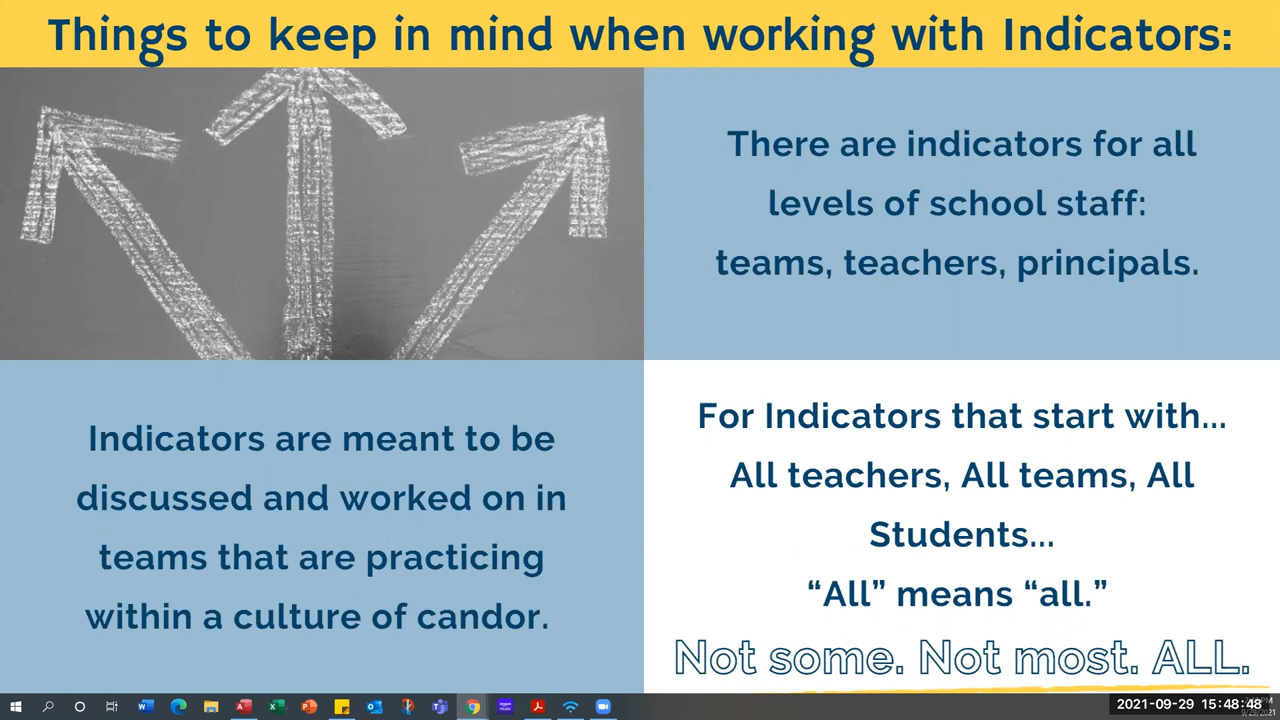 Things to keep in mind when working with Indicators:
There are indicators for all
levels of school staff:
teams, teachers, principals.
Indicators are meant to be
discussed and worked on in
teams that are practicing
within a culture of candor.
For Indicators that start with...
All teachers, All teams, All
Students...
“All” means “all.”
Not some. Not most. ALL.
2021-09-29 15:48:48